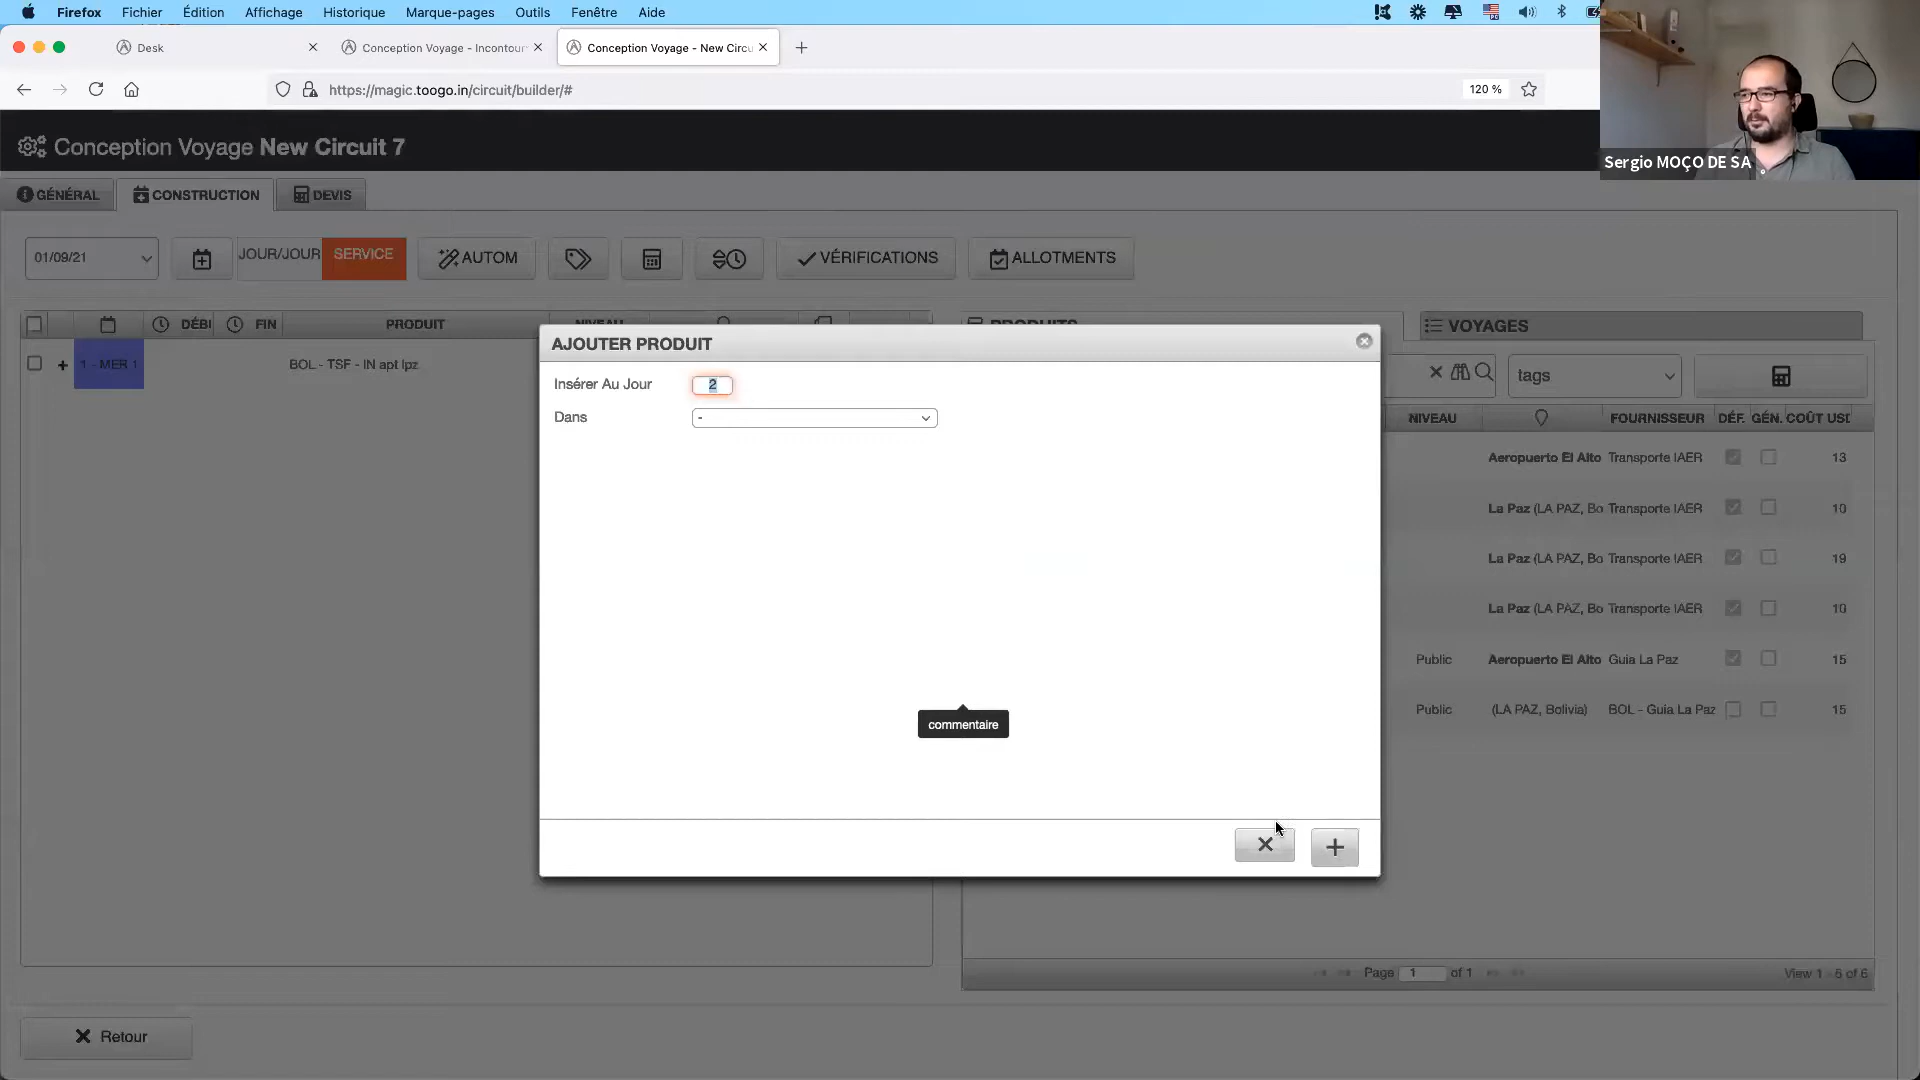 Firefox Fichier Édition Affichage Historique Marque-pages Outils Fenêtre Aide
Desk
Conception Voyage - Incontour
Conception Voyage - New Circu
https://magic.toogo.in/circuit/builder/#
120 %
Sergio MOÇO DE SA
Conception Voyage New Circuit 7
GÉNÉRAL CONSTRUCTION DEVIS
01/09/21
JOUR/JOUR SERVICE
AUTOM
VÉRIFICATIONS
ALLOTMENTS
DÉBI FIN PRODUIT NIVEAU
1 - MER 1 BOL - TSF - IN apt lpz
PRODUITS
VOYAGES
tags
NIVEAU FOURNISSEUR DÉF. GÉN. COÛT USD
Aeropuerto El Alto Transporte IAER 13
La Paz (LA PAZ, Bo Transporte IAER 10
La Paz (LA PAZ, Bo Transporte IAER 19
La Paz (LA PAZ, Bo Transporte IAER 10
Public Aeropuerto El Alto Guia La Paz 15
Public (LA PAZ, Bolivia) BOL - Guia La Paz 15
AJOUTER PRODUIT
Insérer Au Jour 2
Dans -
commentaire
Page 1 of 1
View 1 - 6 of 6
Retour